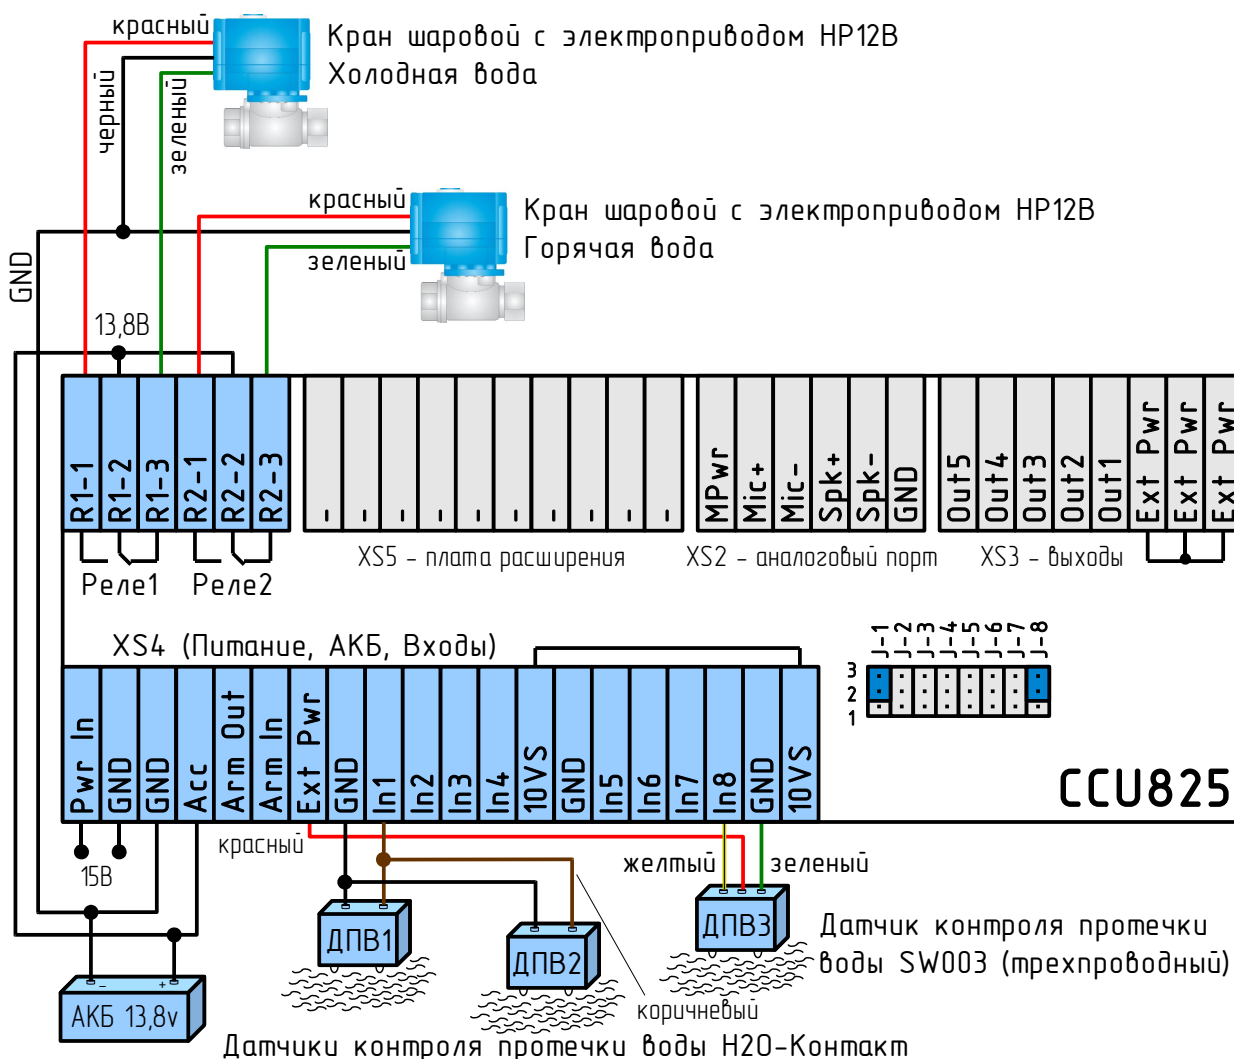 красный
Кран шаровой с электроприводом HP12B
Холодная вода
черный
зеленый
красный
Кран шаровой с электроприводом HP12B
Горячая вода
зеленый
GND
13,8В
R1-1
R1-2
R1-3
R2-1
R2-2
R2-3
-
-
-
-
-
-
-
-
-
-
MPwr
Mic+
Mic-
Spk+
Spk-
GND
Out5
Out4
Out3
Out2
Out1
Ext Pwr
Ext Pwr
Ext Pwr
Реле1
Реле2
XS5 - плата расширения
XS2 - аналоговый порт
XS3 - выходы
XS4 (Питание, АКБ, Входы)
J-1
J-2
J-3
J-4
J-5
J-6
J-7
J-8
3
2
1
Pwr In
GND
GND
Acc
Arm Out
Arm In
Ext Pwr
GND
In1
In2
In3
In4
10VS
GND
In5
In6
In7
In8
GND
10VS
CCU825
15В
красный
желтый
зеленый
ДПВ1
ДПВ2
ДПВ3
Датчик контроля протечки
воды SW003 (трехпроводный)
коричневый
- +
АКБ 13,8v
Датчики контроля протечки воды H2O-Контакт